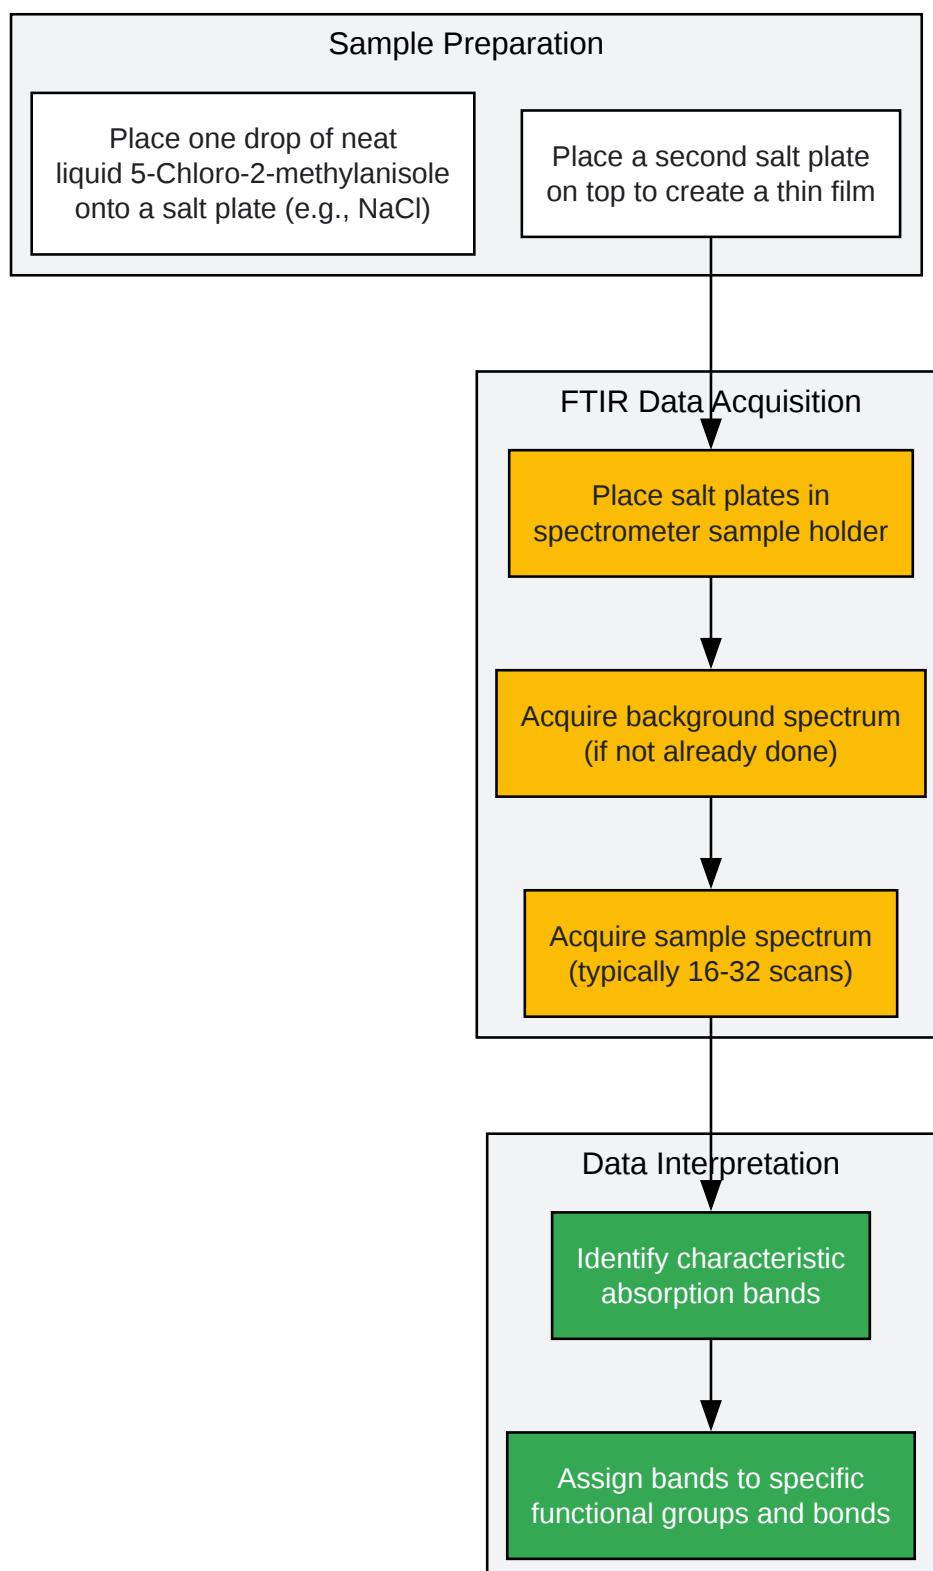 Sample Preparation
Place one drop of neat
liquid 5-Chloro-2-methylanisole
onto a salt plate (e.g., NaCl)
Place a second salt plate
on top to create a thin film
FTIR Data Acquisition
Place salt plates in
spectrometer sample holder
Acquire background spectrum
(if not already done)
Acquire sample spectrum
(typically 16-32 scans)
Data Interpretation
Identify characteristic
absorption bands
Assign bands to specific
functional groups and bonds